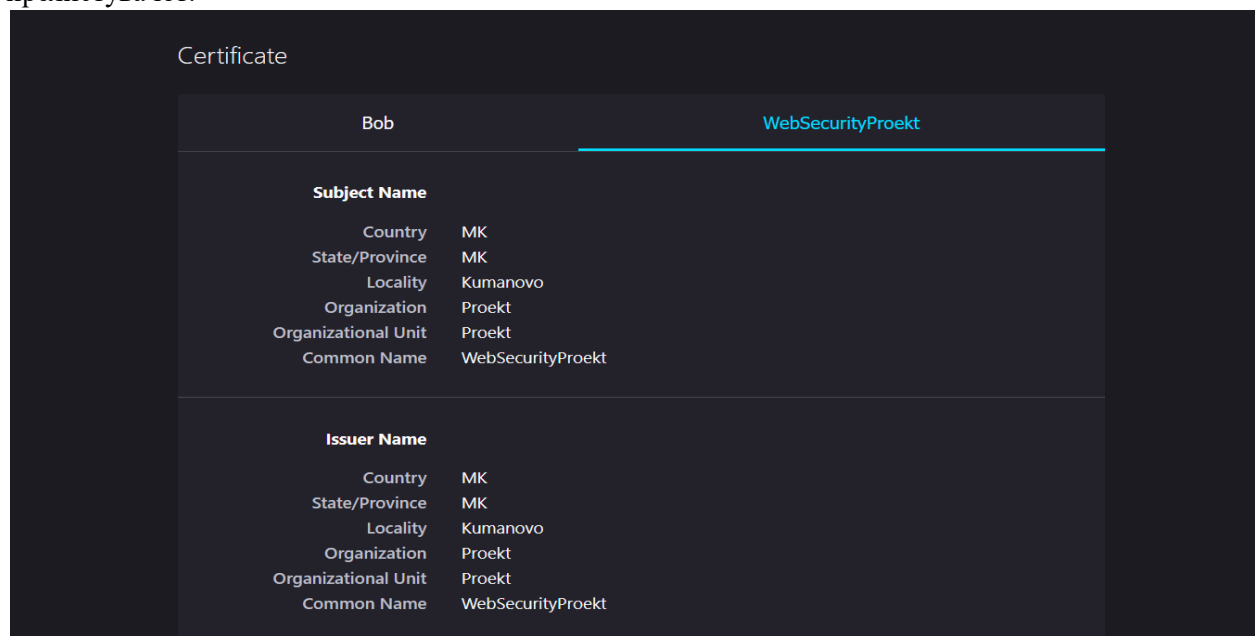 Certificate
Bob WebSecurityProekt
Subject Name
Country MK
State/Province MK
Locality Kumanovo
Organization Proekt
Organizational Unit Proekt
Common Name WebSecurityProekt
Issuer Name
Country MK
State/Province MK
Locality Kumanovo
Organization Proekt
Organizational Unit Proekt
Common Name WebSecurityProekt